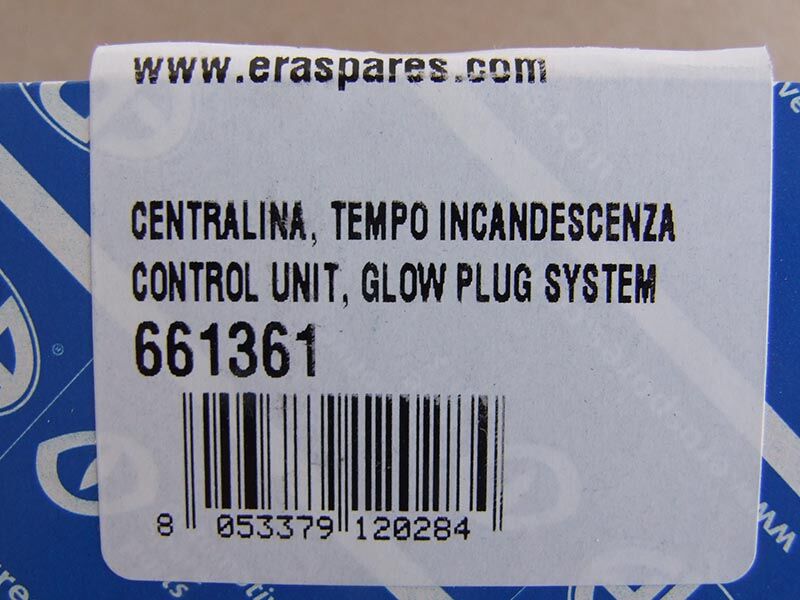 www.eraspares.com
CENTRALINA, TEMPO INCANDESCENZA
CONTROL UNIT, GLOW PLUG SYSTEM
661361
8 053379 120284